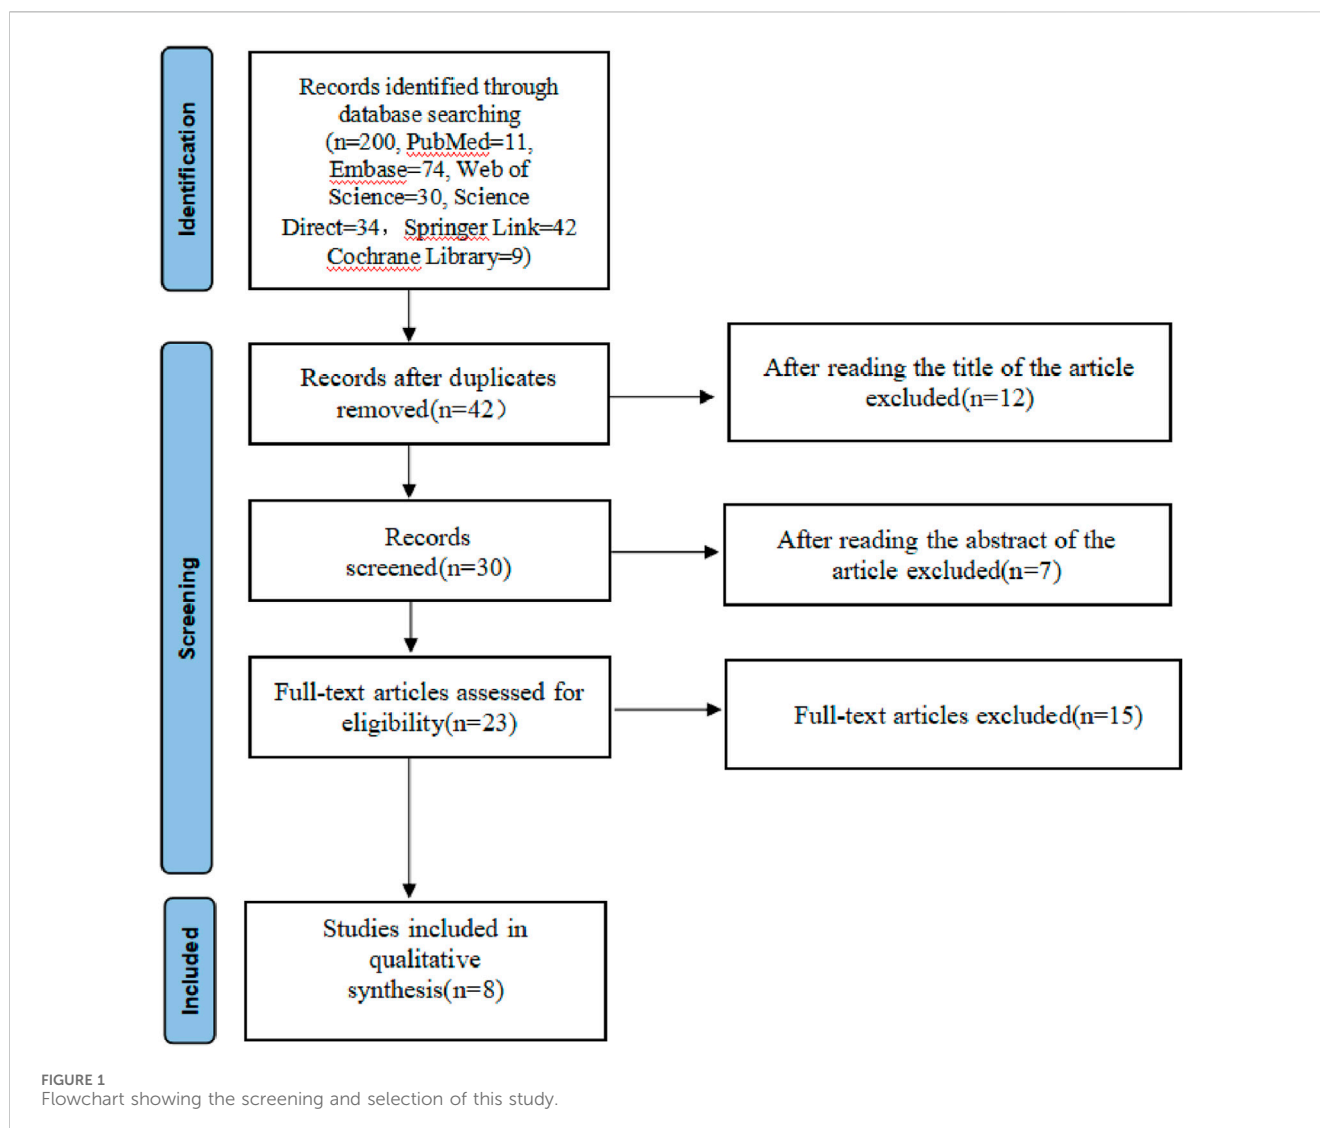 Identification
Records identified through
database searching
(n=200, PubMed=11,
Embase=74, Web of
Science=30, Science
Direct=34，Springer Link=42
Cochrane Library=9)
Screening
Records after duplicates
removed(n=42）
After reading the title of the article
excluded(n=12)
Records
screened(n=30)
After reading the abstract of the
article excluded(n=7)
Full-text articles assessed for
eligibility(n=23)
Full-text articles excluded(n=15)
Included
Studies included in
qualitative
synthesis(n=8)
FIGURE 1
Flowchart showing the screening and selection of this study.